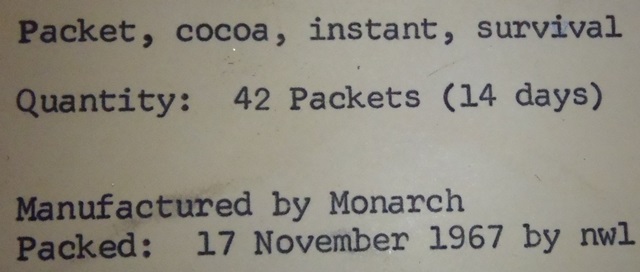 Packet, cocoa, instant, survival
Quantity: 42 Packets (14 days)
Manufactured by Monarch
Packed: 17 November 1967 by nwl